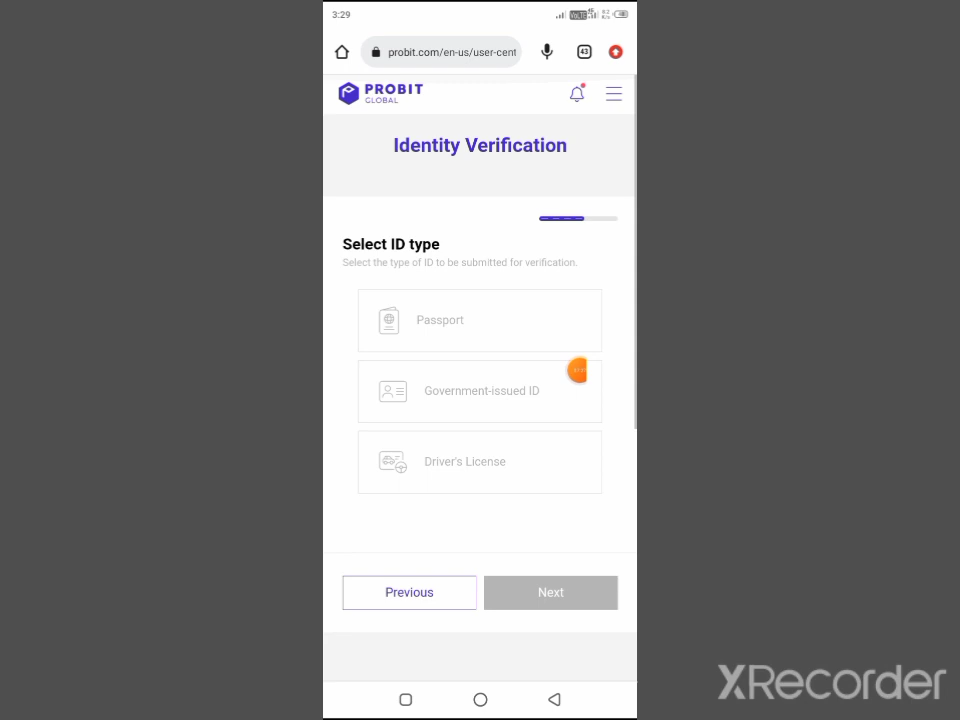 3:29
probit.com/en-us/user-cent
43
PROBIT
GLOBAL
Identity Verification
Select ID type
Select the type of ID to be submitted for verification.
Passport
Government-issued ID
Driver's License
Previous
Next
XRecorder